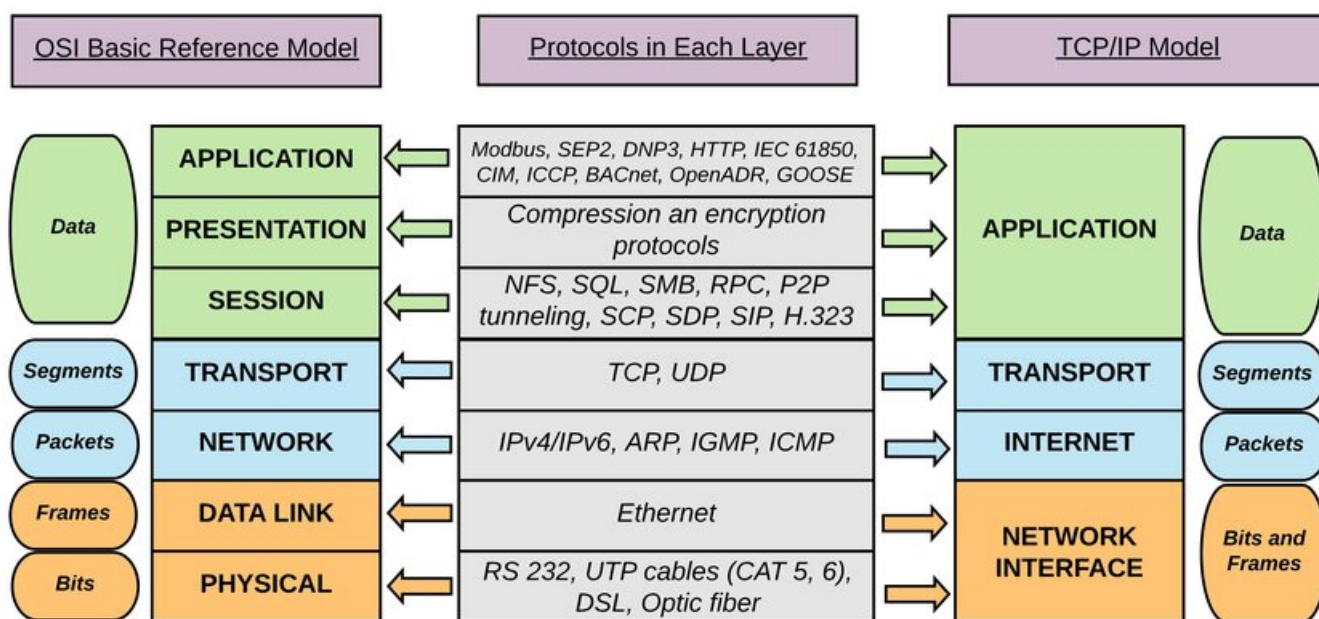 OSI Basic Reference Model
Protocols in Each Layer
TCP/IP Model
Data
APPLICATION
Modbus, SEP2, DNP3, HTTP, IEC 61850,
CIM, ICCP, BACnet, OpenADR, GOOSE
PRESENTATION
Compression an encryption
protocols
SESSION
NFS, SQL, SMB, RPC, P2P
tunneling, SCP, SDP, SIP, H.323
APPLICATION
Data
Segments
TRANSPORT
TCP, UDP
TRANSPORT
Segments
Packets
NETWORK
IPv4/IPv6, ARP, IGMP, ICMP
INTERNET
Packets
Frames
DATA LINK
Ethernet
Bits
PHYSICAL
RS 232, UTP cables (CAT 5, 6),
DSL, Optic fiber
NETWORK
INTERFACE
Bits and
Frames